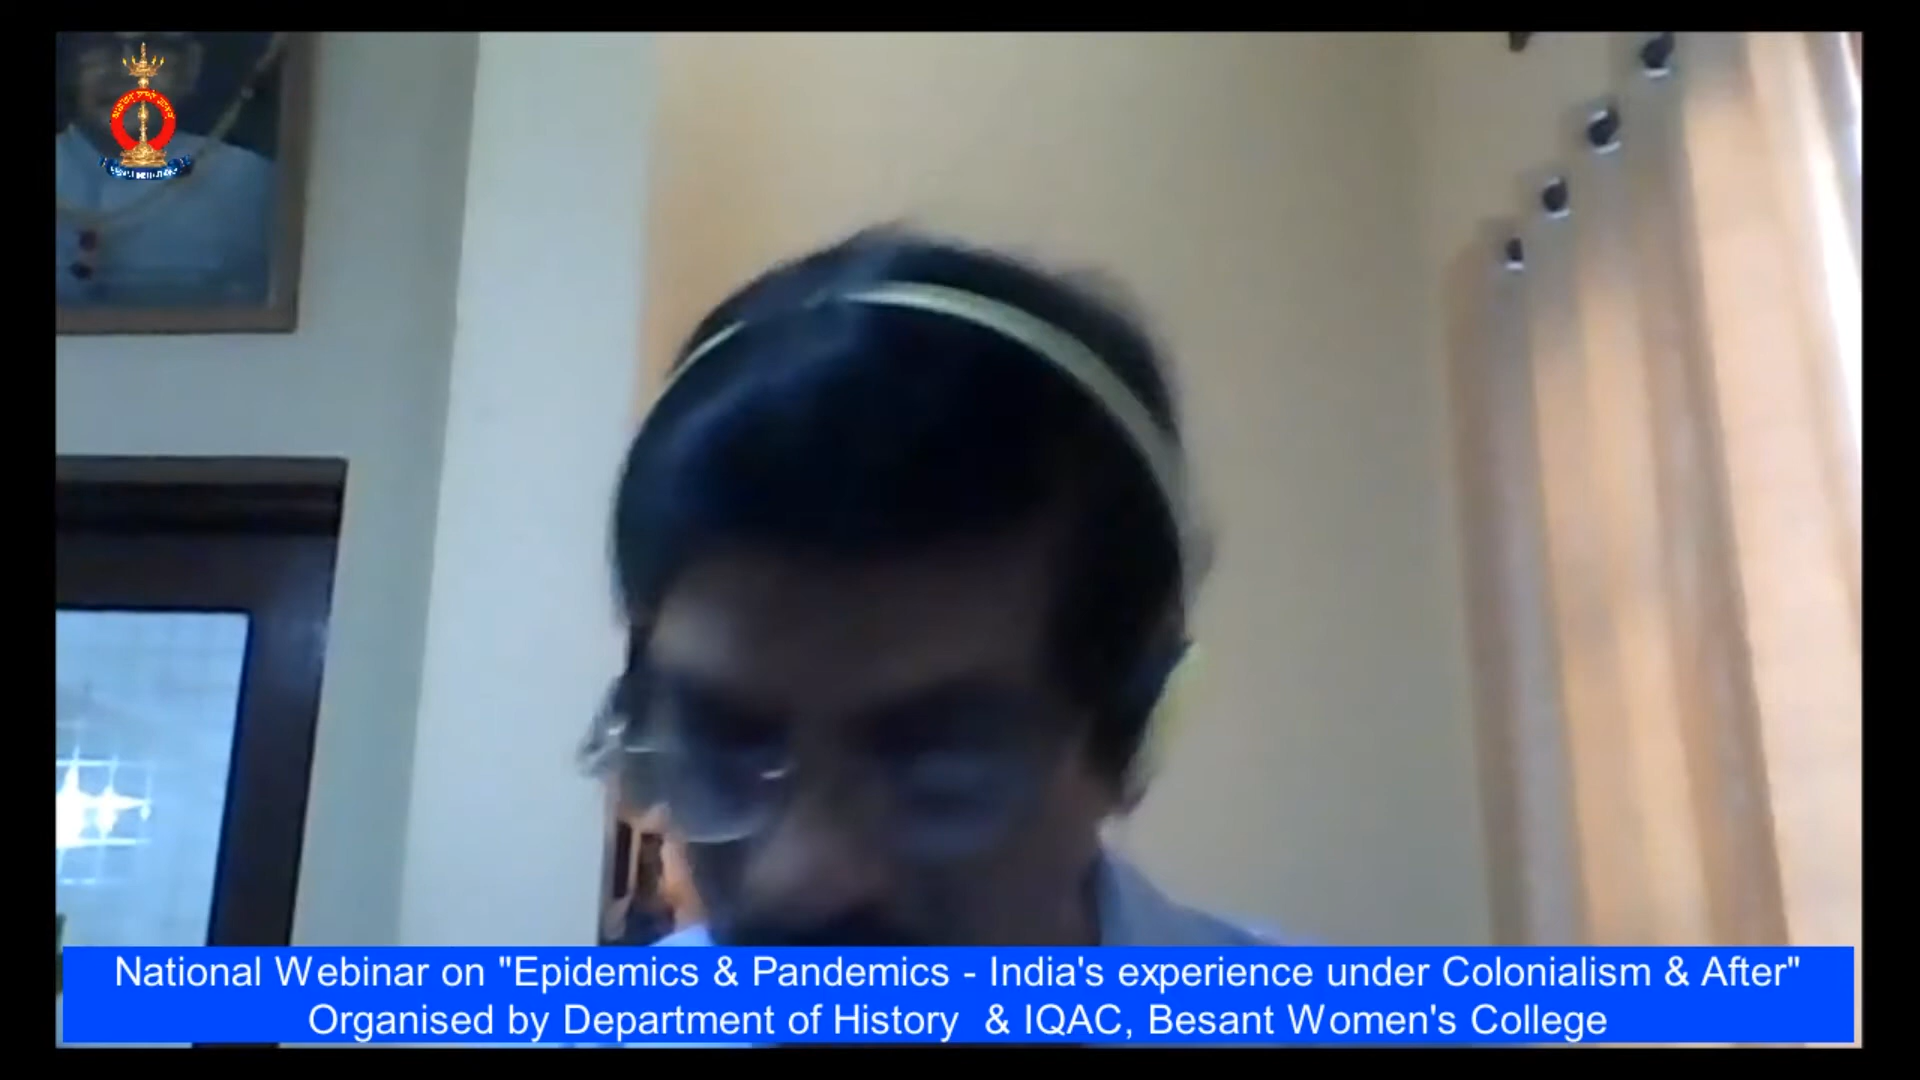 National Webinar on "Epidemics & Pandemics - India's experience under Colonialism & After"
Organised by Department of History & IQAC, Besant Women's College